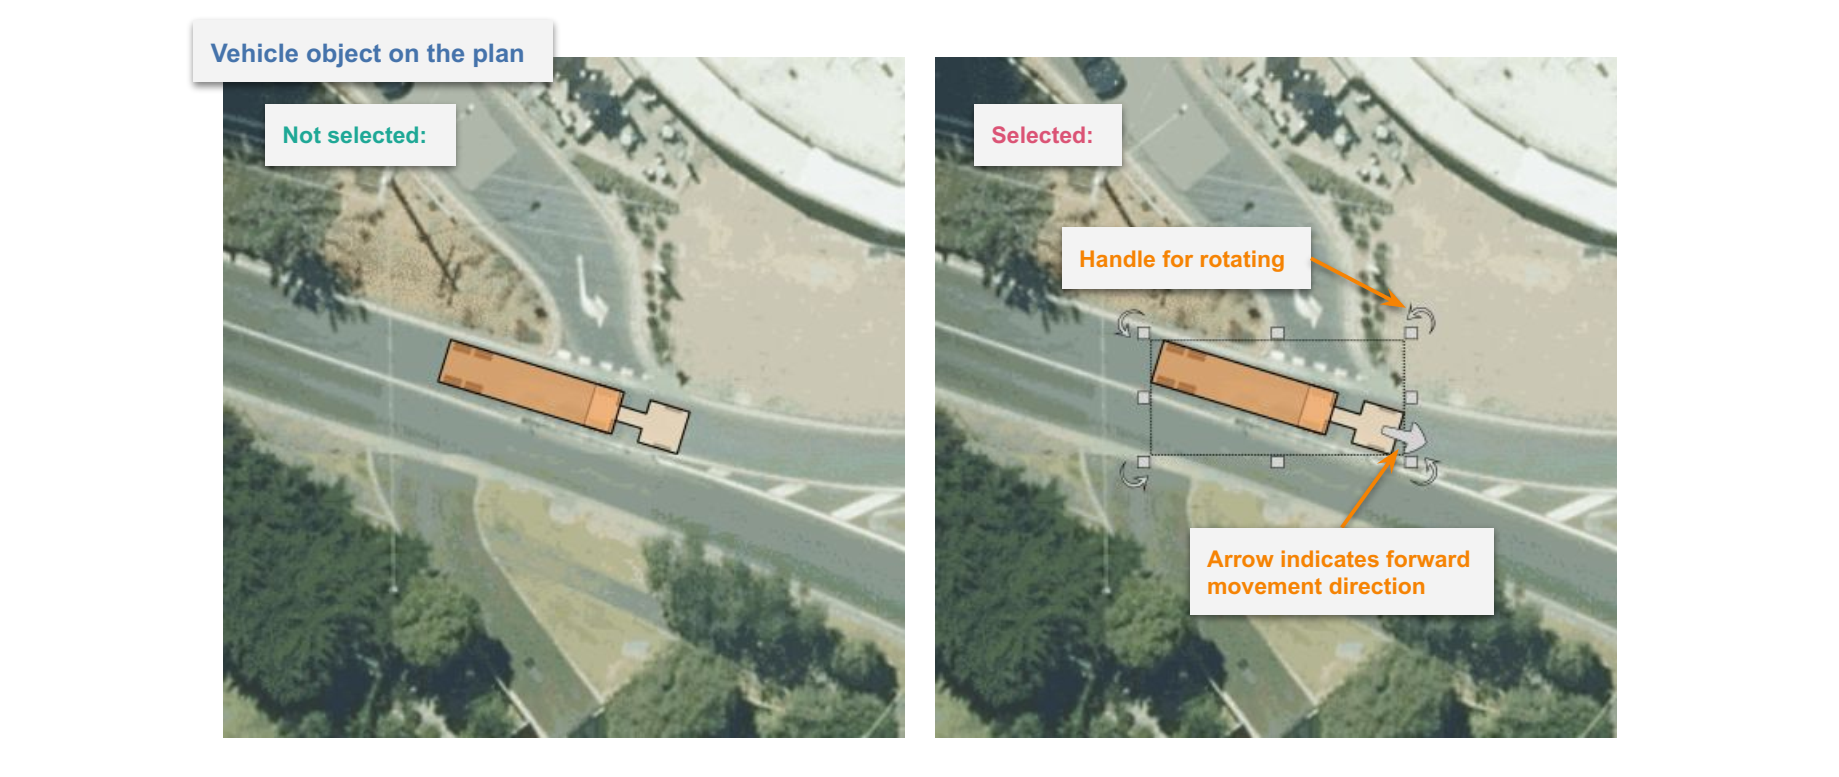 Vehicle object on the plan
Not selected:
Selected:
Handle for rotating
Arrow indicates forward
movement direction